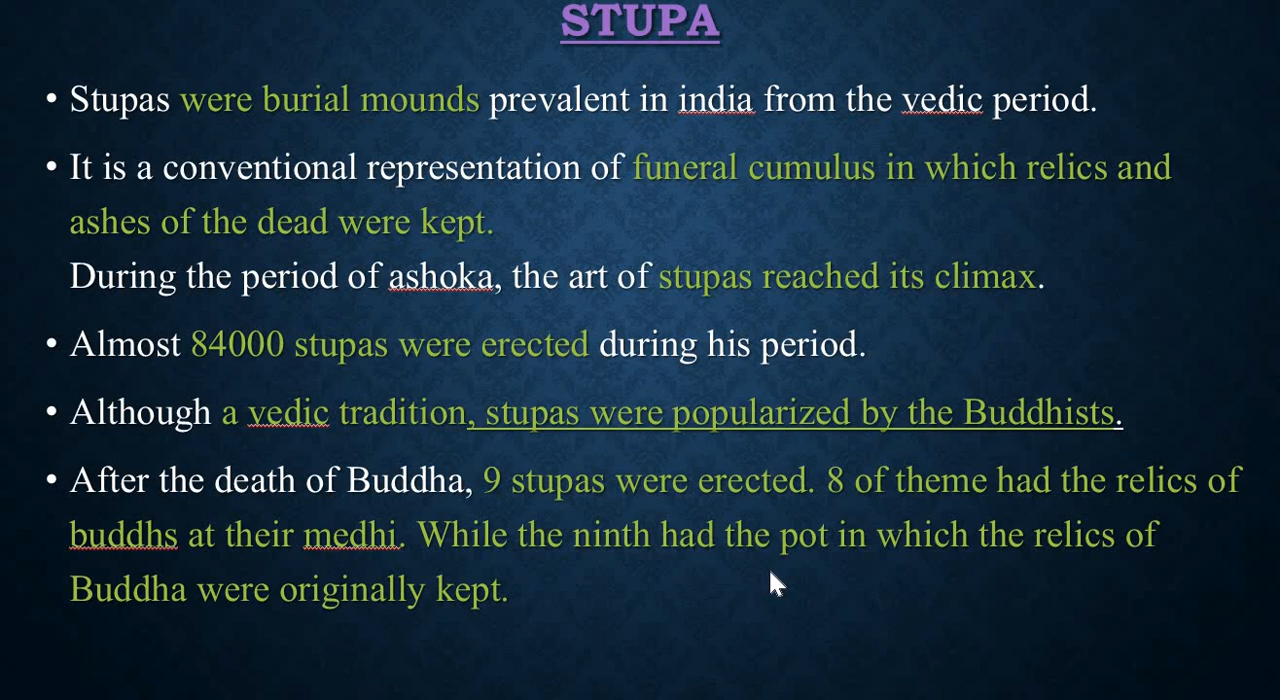 STUPA
• Stupas were burial mounds prevalent in india from the vedic period.
• It is a conventional representation of funeral cumulus in which relics and
ashes of the dead were kept.
During the period of ashoka, the art of stupas reached its climax.
• Almost 84000 stupas were erected during his period.
• Although a vedic tradition, stupas were popularized by the Buddhists.
• After the death of Buddha, 9 stupas were erected. 8 of theme had the relics of
buddhs at their medhi. While the ninth had the pot in which the relics of
Buddha were originally kept.